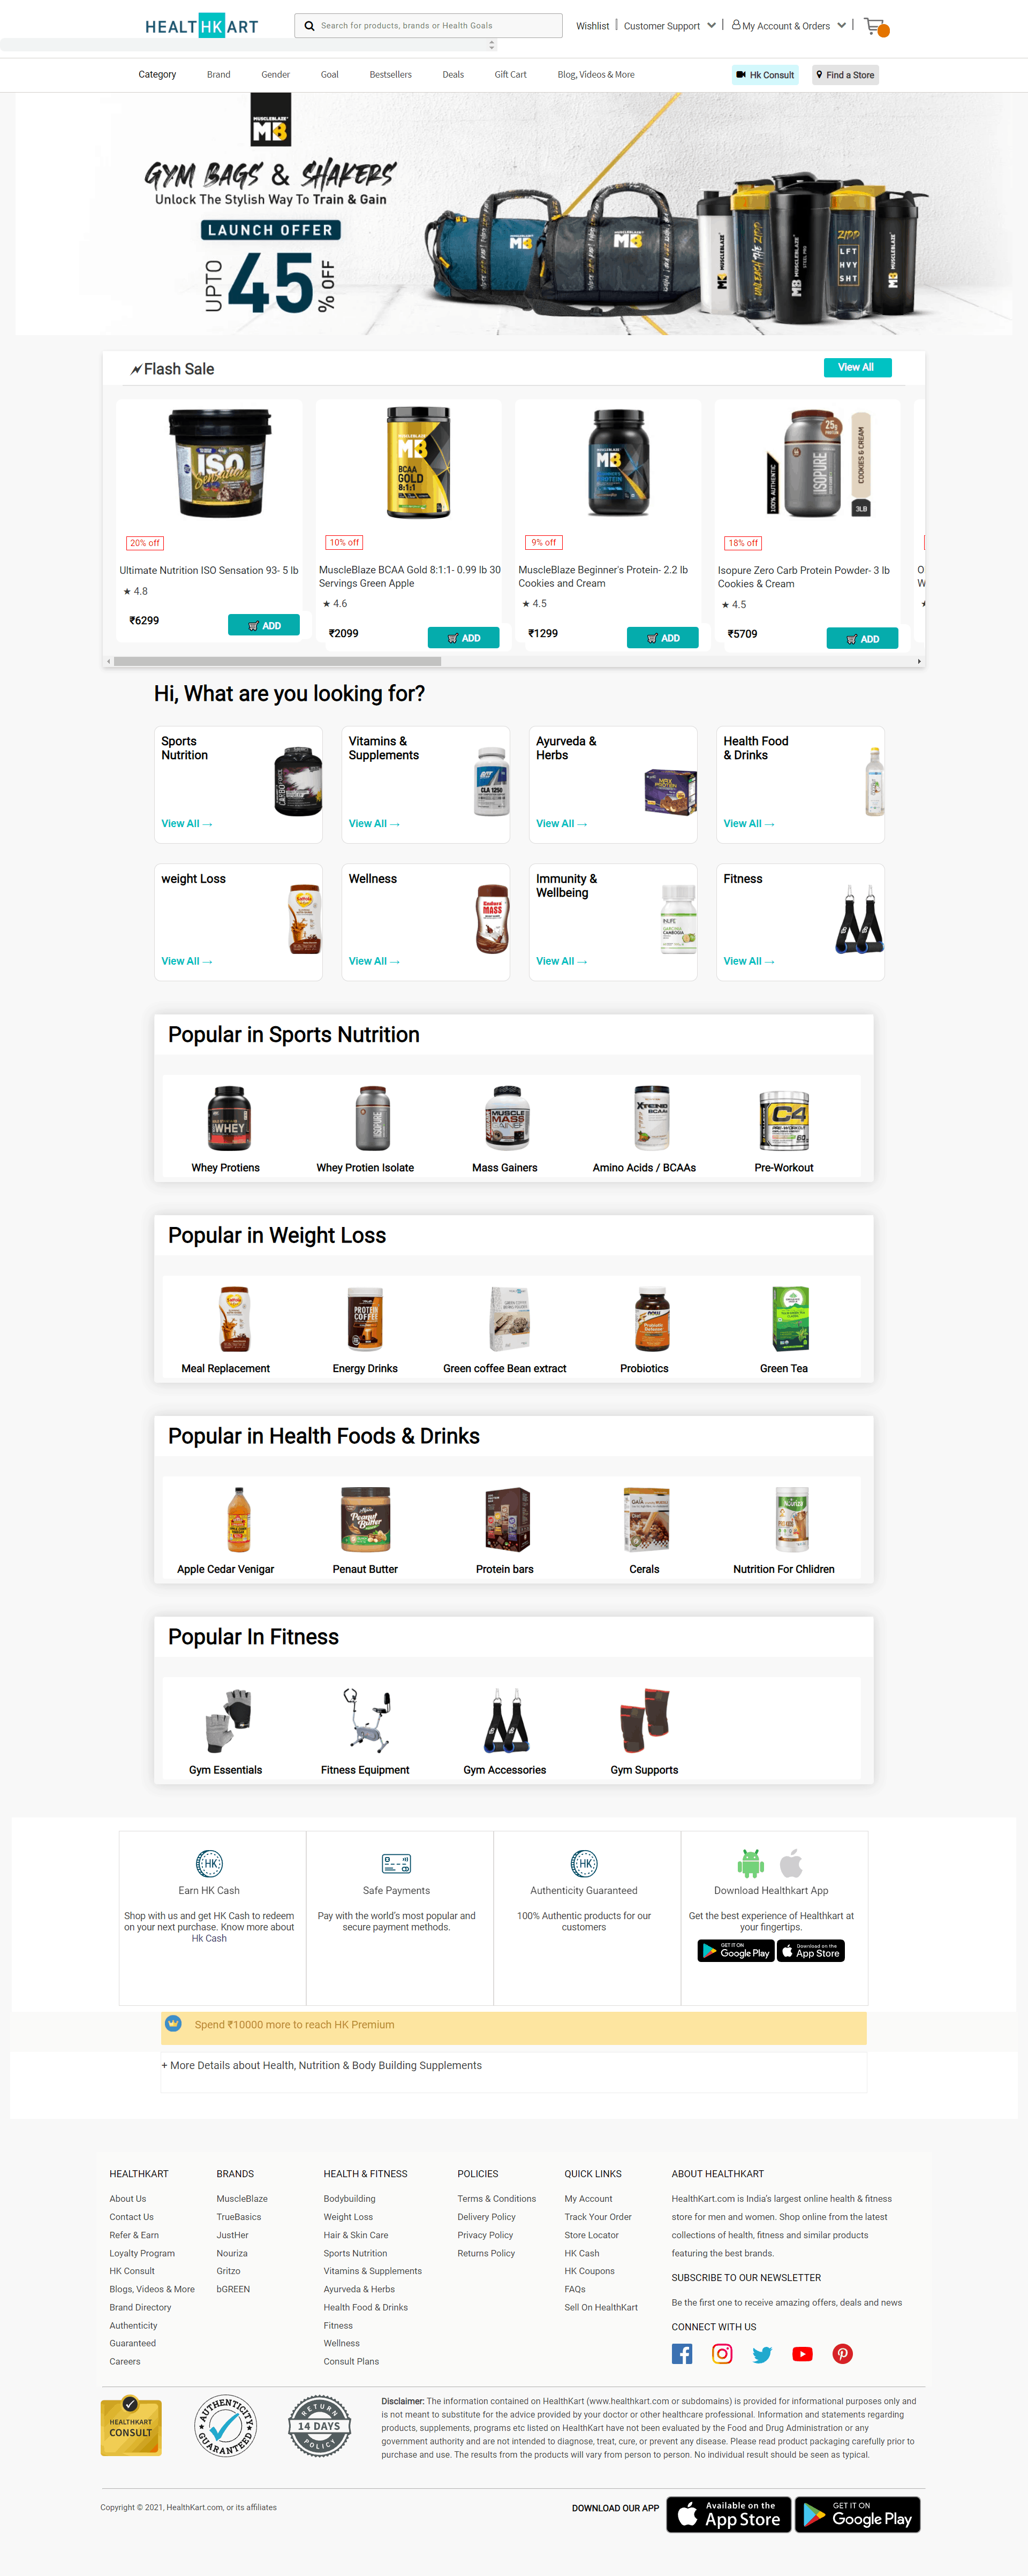 HEALTHKART
Search for products, brands or Health Goals
Wishlist
Customer Support
My Account & Orders
Category
Brand
Gender
Goal
Bestsellers
Deals
Gift Cart
Blog, Videos & More
Hk Consult
Find a Store
MUSCLEBLAZE
MB
GYM BAGS & SHAKERS
Unlock The Stylish Way To Train & Gain
LAUNCH OFFER
UPTO 45% OFF
Flash Sale
View All
20% off
Ultimate Nutrition ISO Sensation 93- 5 lb
★ 4.8
₹6299
ADD
10% off
MuscleBlaze BCAA Gold 8:1:1- 0.99 lb 30
Servings Green Apple
★ 4.6
₹2099
ADD
9% off
MuscleBlaze Beginner's Protein- 2.2 lb
Cookies and Cream
★ 4.5
₹1299
ADD
18% off
Isopure Zero Carb Protein Powder- 3 lb
Cookies & Cream
★ 4.5
₹5709
ADD
Hi, What are you looking for?
Sports
Nutrition
View All →
Vitamins &
Supplements
View All →
Ayurveda &
Herbs
View All →
Health Food
& Drinks
View All →
weight Loss
View All →
Wellness
View All →
Immunity &
Wellbeing
View All →
Fitness
View All →
Popular in Sports Nutrition
Whey Protiens
Whey Protien Isolate
Mass Gainers
Amino Acids / BCAAs
Pre-Workout
Popular in Weight Loss
Meal Replacement
Energy Drinks
Green coffee Bean extract
Probiotics
Green Tea
Popular in Health Foods & Drinks
Apple Cedar Venigar
Penaut Butter
Protein bars
Cerals
Nutrition For Chlidren
Popular In Fitness
Gym Essentials
Fitness Equipment
Gym Accessories
Gym Supports
Earn HK Cash
Shop with us and get HK Cash to redeem
on your next purchase. Know more about
Hk Cash
Safe Payments
Pay with the world's most popular and
secure payment methods.
Authenticity Guaranteed
100% Authentic products for our
customers
Download Healthkart App
Get the best experience of Healthkart at
your fingertips.
GET IT ON
Google Play
Download on the
App Store
Spend ₹10000 more to reach HK Premium
+ More Details about Health, Nutrition & Body Building Supplements
HEALTHKART
About Us
Contact Us
Refer & Earn
Loyalty Program
HK Consult
Blogs, Videos & More
Brand Directory
Authenticity
Guaranteed
Careers
BRANDS
MuscleBlaze
TrueBasics
JustHer
Nouriza
Gritzo
bGREEN
HEALTH & FITNESS
Bodybuilding
Weight Loss
Hair & Skin Care
Sports Nutrition
Vitamins & Supplements
Ayurveda & Herbs
Health Food & Drinks
Fitness
Wellness
Consult Plans
POLICIES
Terms & Conditions
Delivery Policy
Privacy Policy
Returns Policy
QUICK LINKS
My Account
Track Your Order
Store Locator
HK Cash
HK Coupons
FAQs
Sell On HealthKart
ABOUT HEALTHKART
HealthKart.com is India's largest online health & fitness
store for men and women. Shop online from the latest
collections of health, fitness and similar products
featuring the best brands.
SUBSCRIBE TO OUR NEWSLETTER
Be the first one to receive amazing offers, deals and news
CONNECT WITH US
HEALTHKART
CONSULT
AUTHENTICITY
GUARANTEED
RETURN
14 DAYS
POLICY
Disclaimer: The information contained on HealthKart (www.healthkart.com or subdomains) is provided for informational purposes only and
is not meant to substitute for the advice provided by your doctor or other healthcare professional. Information and statements regarding
products, supplements, programs etc listed on HealthKart have not been evaluated by the Food and Drug Administration or any
government authority and are not intended to diagnose, treat, cure, or prevent any disease. Please read product packaging carefully prior to
purchase and use. The results from the products will vary from person to person. No individual result should be seen as typical.
Copyright © 2021, HealthKart.com, or its affiliates
DOWNLOAD OUR APP
Available on the
App Store
GET IT ON
Google Play